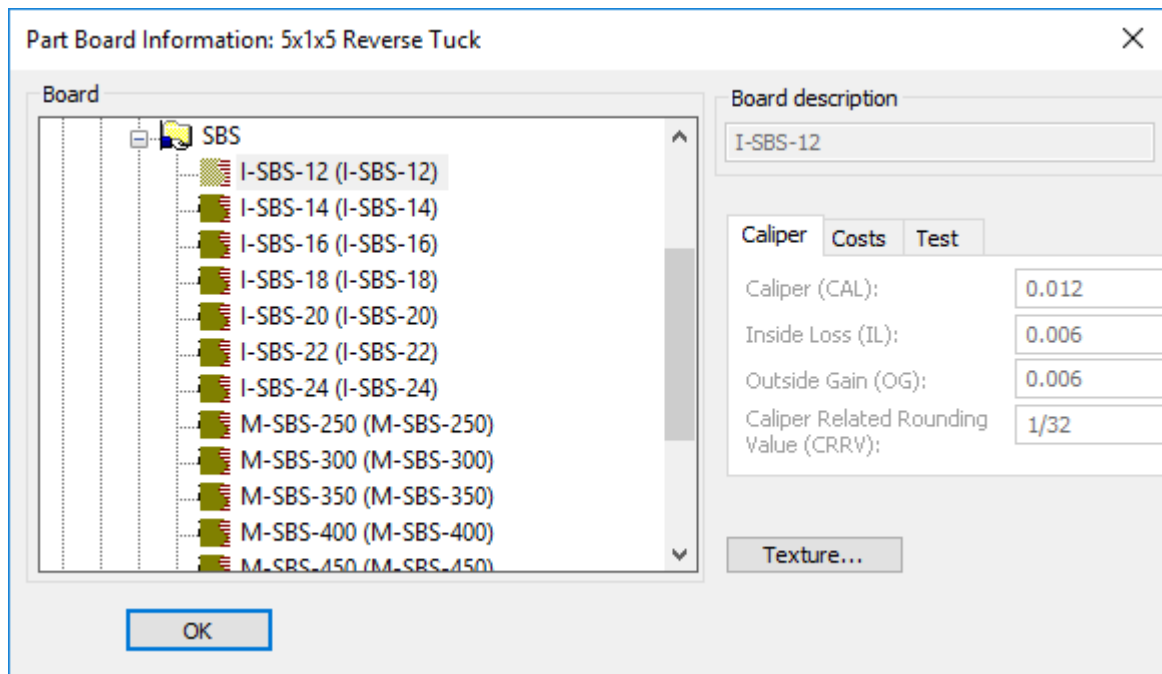 Part Board Information: 5x1x5 Reverse Tuck
Board
SBS
I-SBS-12 (I-SBS-12)
I-SBS-14 (I-SBS-14)
I-SBS-16 (I-SBS-16)
I-SBS-18 (I-SBS-18)
I-SBS-20 (I-SBS-20)
I-SBS-22 (I-SBS-22)
I-SBS-24 (I-SBS-24)
M-SBS-250 (M-SBS-250)
M-SBS-300 (M-SBS-300)
M-SBS-350 (M-SBS-350)
M-SBS-400 (M-SBS-400)
M-SBS-450 (M-SBS-450)
OK
Board description
I-SBS-12
Caliper Costs Test
Caliper (CAL): 0.012
Inside Loss (IL): 0.006
Outside Gain (OG): 0.006
Caliper Related Rounding
Value (CRRV): 1/32
Texture...